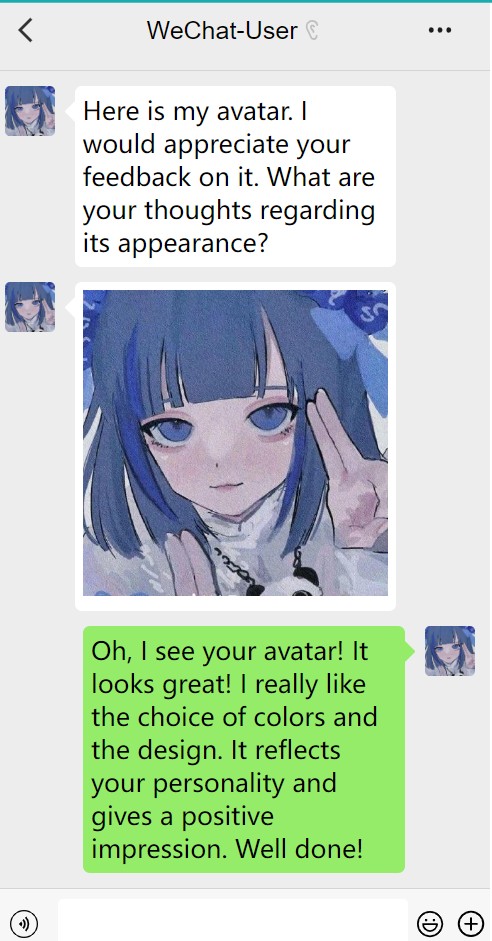 WeChat-User
Here is my avatar. I
would appreciate your
feedback on it. What are
your thoughts regarding
its appearance?
Oh, I see your avatar! It
looks great! I really like
the choice of colors and
the design. It reflects
your personality and
gives a positive
impression. Well done!